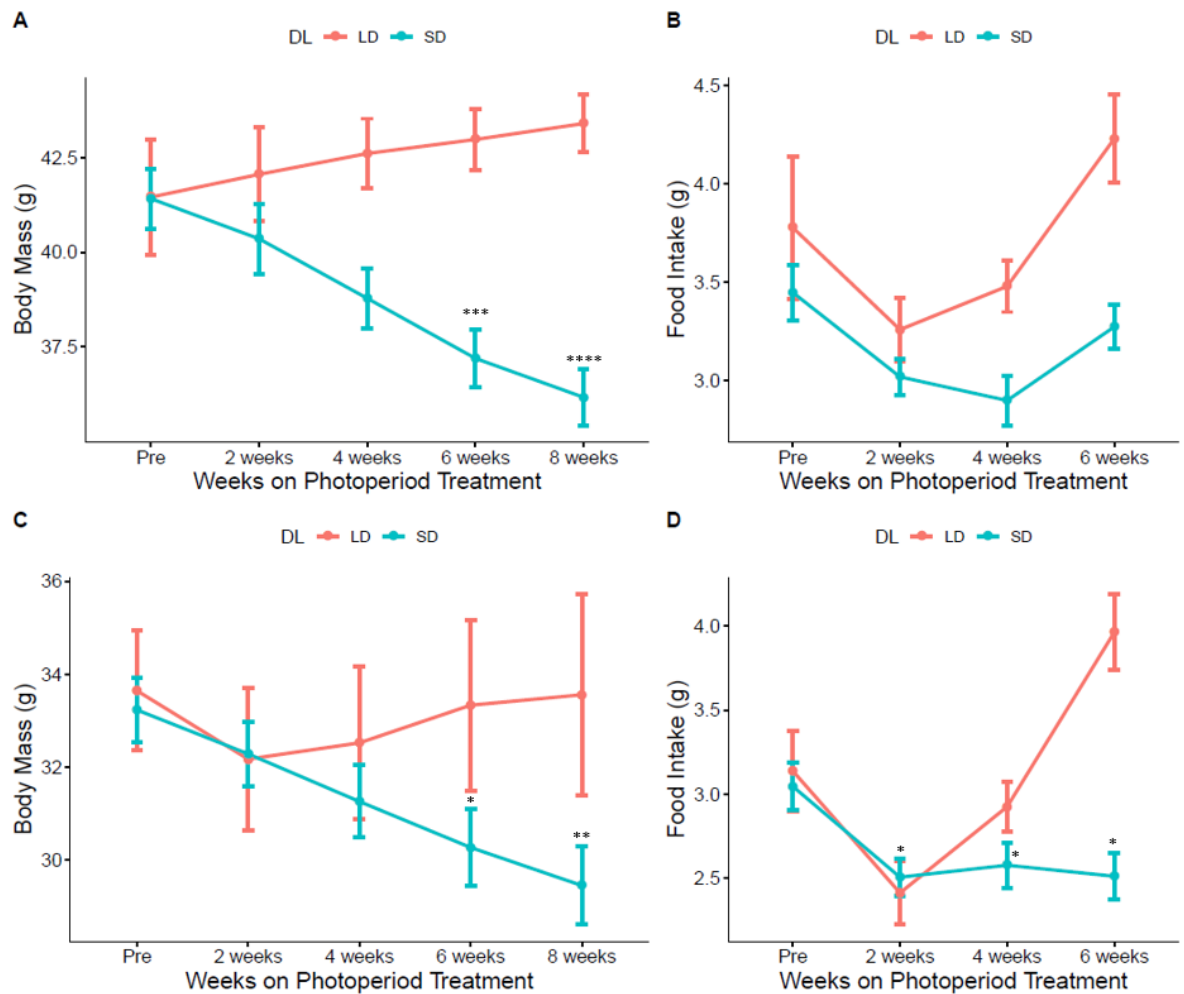 A
DL LD SD
Body Mass (g)
42.5
40.0
37.5
***
****
Pre 2 weeks 4 weeks 6 weeks 8 weeks
Weeks on Photoperiod Treatment
B
DL LD SD
Food Intake (g)
4.5
4.0
3.5
3.0
Pre 2 weeks 4 weeks 6 weeks
Weeks on Photoperiod Treatment
C
DL LD SD
Body Mass (g)
36
34
32
30
*
**
Pre 2 weeks 4 weeks 6 weeks 8 weeks
Weeks on Photoperiod Treatment
D
DL LD SD
Food Intake (g)
4.0
3.5
3.0
2.5
* * *
Pre 2 weeks 4 weeks 6 weeks
Weeks on Photoperiod Treatment